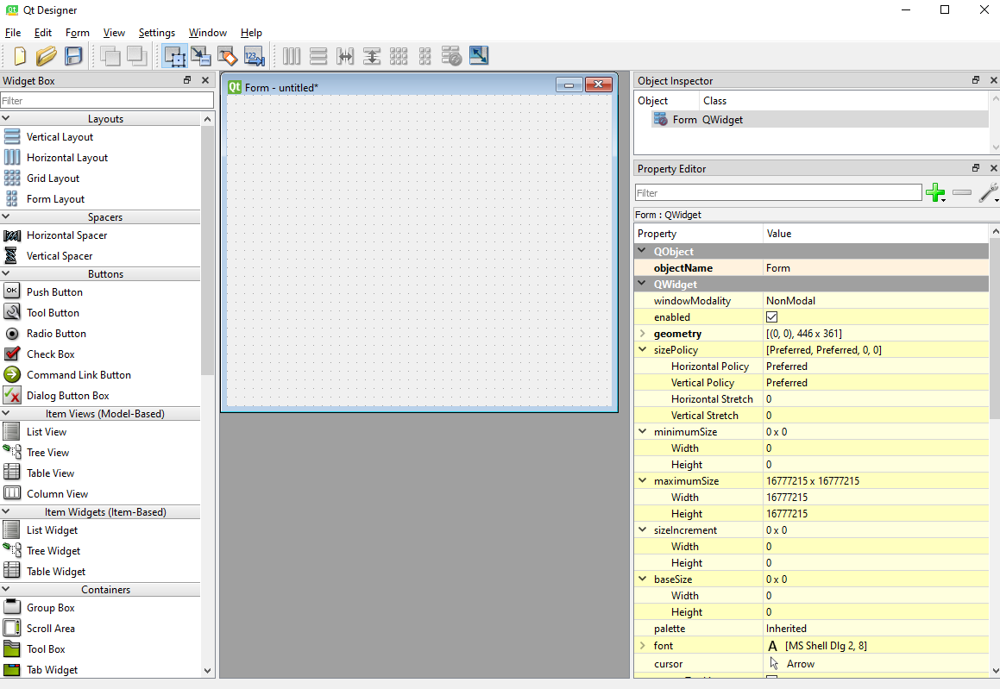 Qt Qt Designer
File Edit Form View Settings Window Help
123
Widget Box
Filter
Layouts
Vertical Layout
Horizontal Layout
Grid Layout
Form Layout
Spacers
Horizontal Spacer
Vertical Spacer
Buttons
OK Push Button
Tool Button
Radio Button
Check Box
Command Link Button
Dialog Button Box
Item Views (Model-Based)
List View
Tree View
Table View
Column View
Item Widgets (Item-Based)
List Widget
Tree Widget
Table Widget
Containers
Group Box
Scroll Area
Tool Box
Tab Widget
Qt Form - untitled*
Object Inspector
Object Class
Form QWidget
Property Editor
Filter
Form : QWidget
Property Value
QObject
objectName Form
QWidget
windowModality NonModal
enabled
geometry [(0, 0), 446 x 361]
sizePolicy [Preferred, Preferred, 0, 0]
Horizontal Policy Preferred
Vertical Policy Preferred
Horizontal Stretch 0
Vertical Stretch 0
minimumSize 0 x 0
Width 0
Height 0
maximumSize 16777215 x 16777215
Width 16777215
Height 16777215
sizeIncrement 0 x 0
Width 0
Height 0
baseSize 0 x 0
Width 0
Height 0
palette Inherited
font A [MS Shell Dlg 2, 8]
cursor Arrow